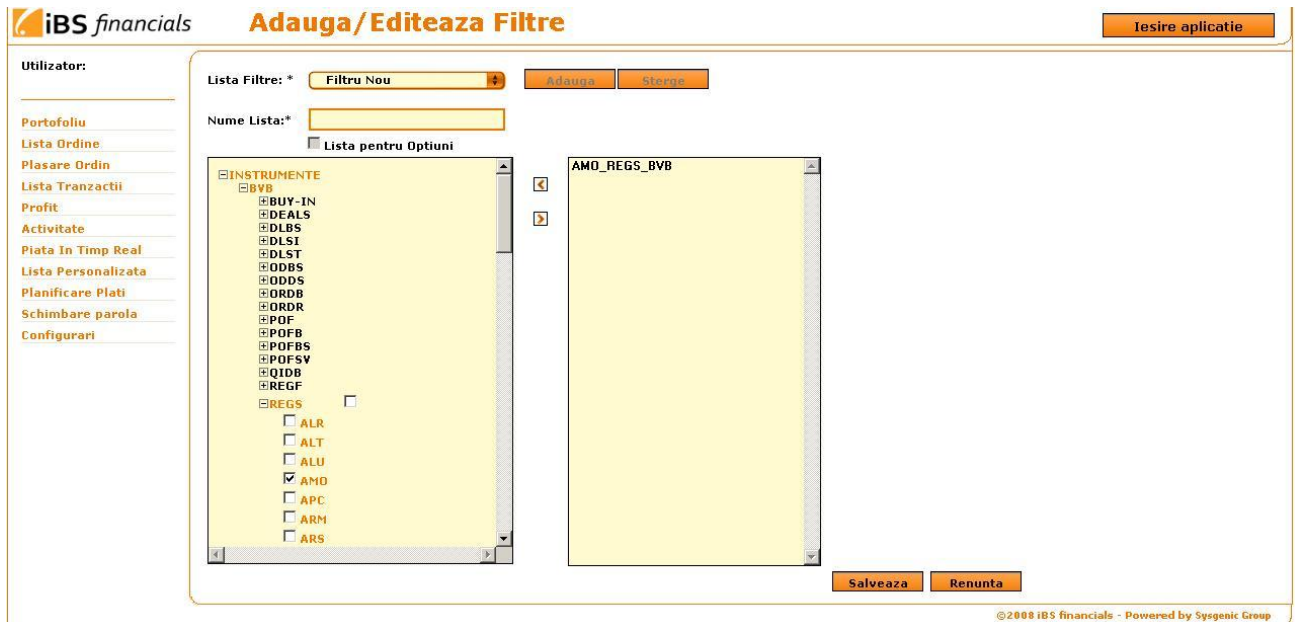 iBS financials
Adauga/Editeaza Filtre
Iesire aplicatie
Utilizator:
Portofoliu
Lista Ordine
Plasare Ordin
Lista Tranzactii
Profit
Activitate
Piata In Timp Real
Lista Personalizata
Planificare Plati
Schimbare parola
Configurari
Lista Filtre: *
Filtru Nou
Adauga
Sterge
Nume Lista:*
Lista pentru Optiuni
INSTRUMENTE
BVB
BUY-IN
DEALS
DLBS
DLSI
DLST
ODBS
ODDS
ORDB
ORDR
POF
POFB
POFBS
POFSV
QIDB
REGF
REGS
ALR
ALT
ALU
AMO
APC
ARM
ARS
AMO_REGS_BVB
Salveaza
Renunta
©2008 iBS financials - Powered by Sysgenic Group